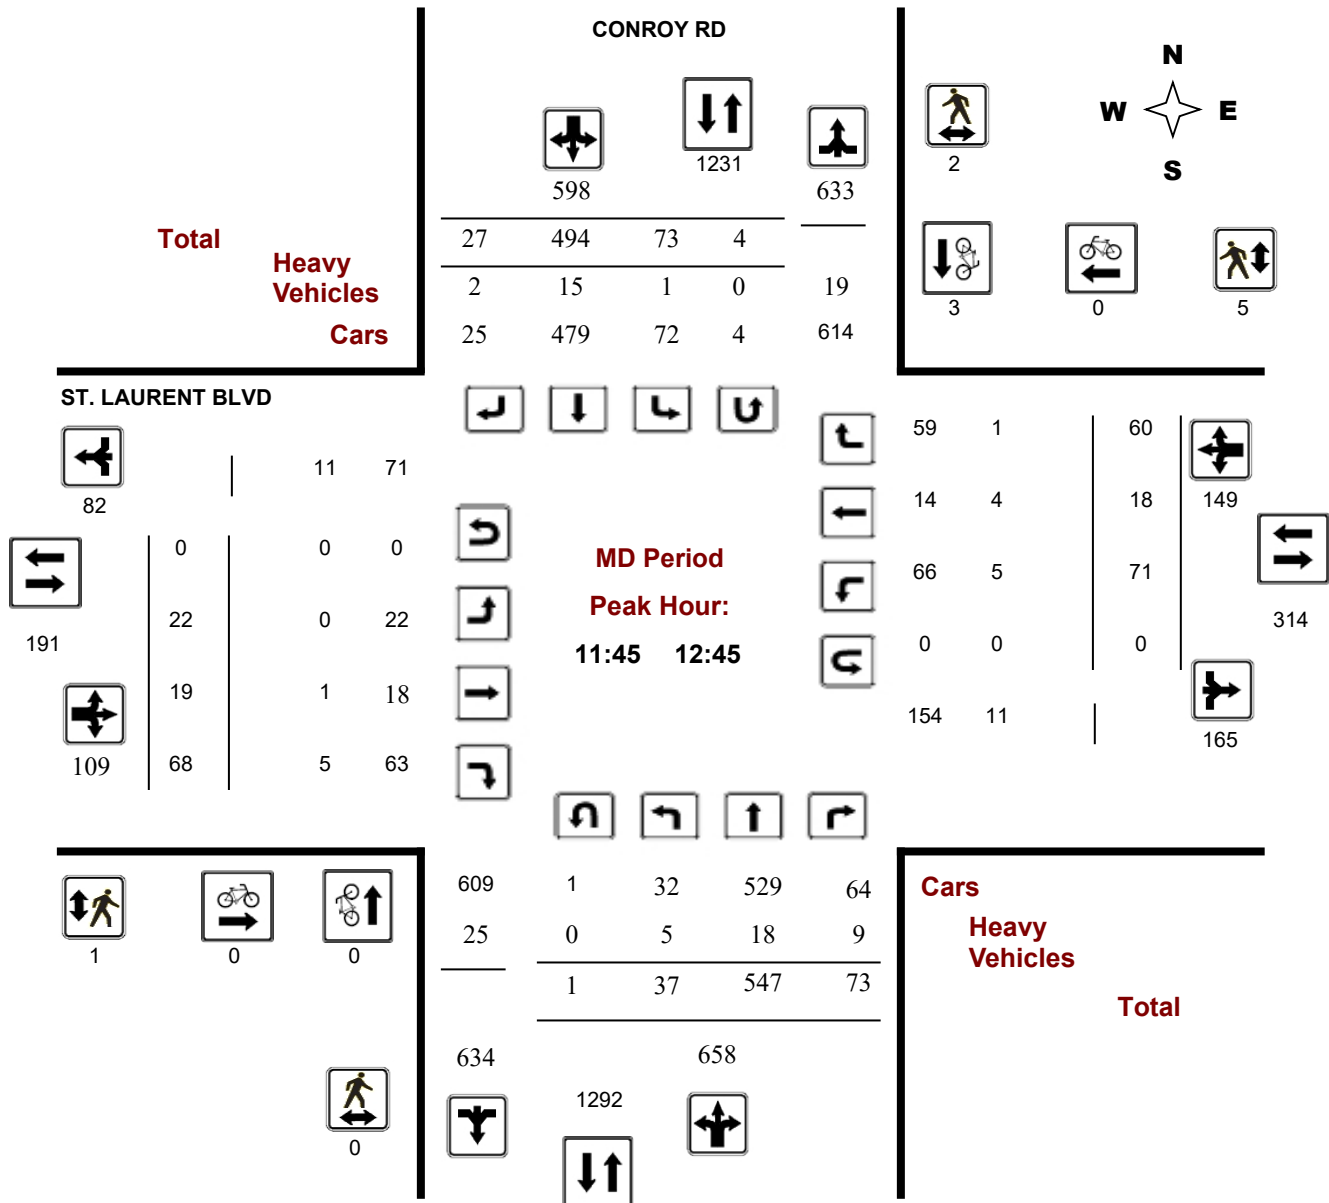 CONROY RD
N
W E
S
598
1231
633
2
Total
27 494 73 4
Heavy
Vehicles
2 15 1 0 19
Cars
25 479 72 4 614
3 0 5
ST. LAURENT BLVD
82
11 71
59 1 60
149
0 0 0
14 4 18
191
22 0 22
MD Period
Peak Hour:
11:45 12:45
66 5 71
314
0 0 0
19 1 18
109
68 5 63
154 11
165
609 1 32 529 64
Cars
25 0 5 18 9
Heavy
Vehicles
1 37 547 73
Total
1 0 0
634
658
1292
0